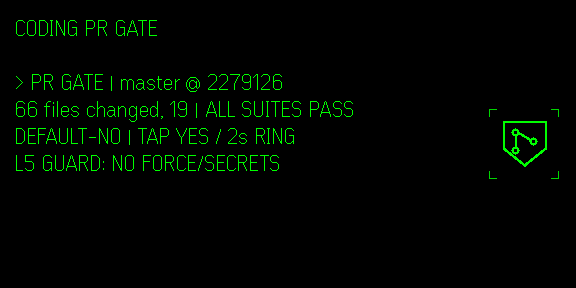 CODING PR GATE
> PR GATE | master @ 2279126
66 files changed, 19 | ALL SUITES PASS
DEFAULT-NO | TAP YES / 2s RING
L5 GUARD: NO FORCE/SECRETS